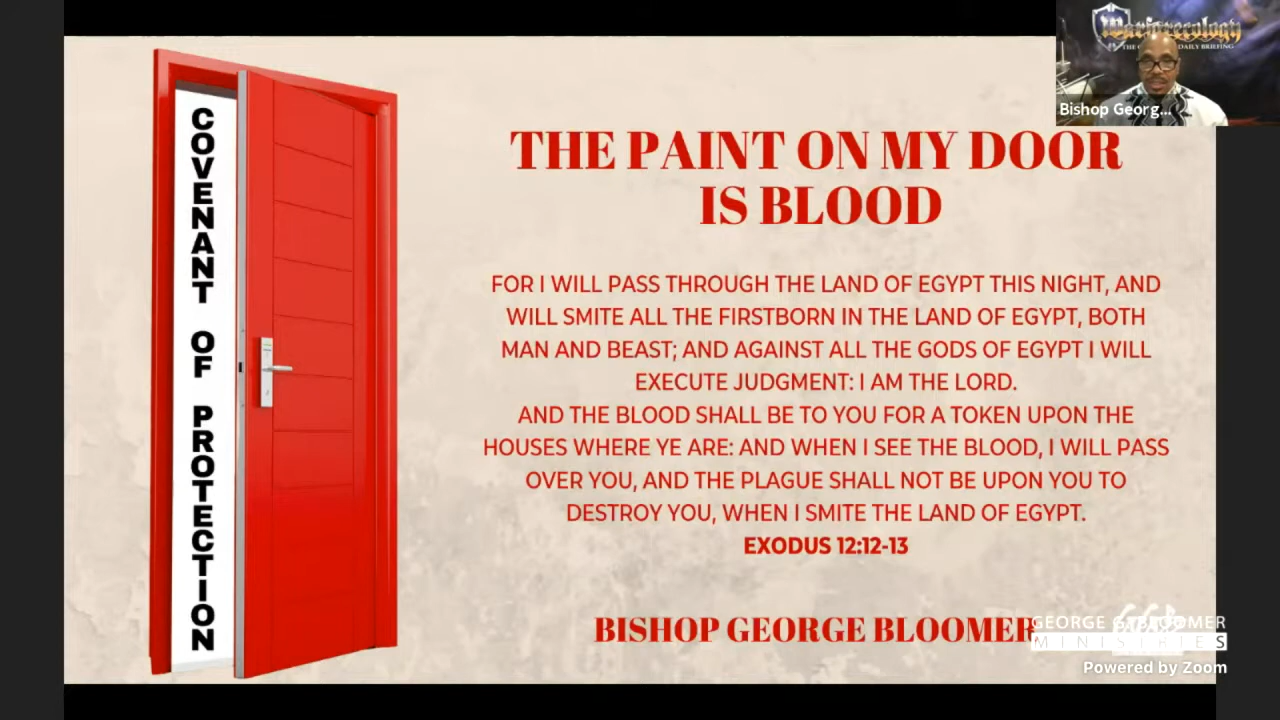 Warfarecology
THE DAILY BRIEFING
Bishop Georg...
COVENANT OF PROTECTION
THE PAINT ON MY DOOR
IS BLOOD
FOR I WILL PASS THROUGH THE LAND OF EGYPT THIS NIGHT, AND
WILL SMITE ALL THE FIRSTBORN IN THE LAND OF EGYPT, BOTH
MAN AND BEAST; AND AGAINST ALL THE GODS OF EGYPT I WILL
EXECUTE JUDGMENT: I AM THE LORD.
AND THE BLOOD SHALL BE TO YOU FOR A TOKEN UPON THE
HOUSES WHERE YE ARE: AND WHEN I SEE THE BLOOD, I WILL PASS
OVER YOU, AND THE PLAGUE SHALL NOT BE UPON YOU TO
DESTROY YOU, WHEN I SMITE THE LAND OF EGYPT.
EXODUS 12:12-13
BISHOP GEORGE BLOOMER
GEORGE G. BLOOMER
MINISTRIES
Powered by Zoom